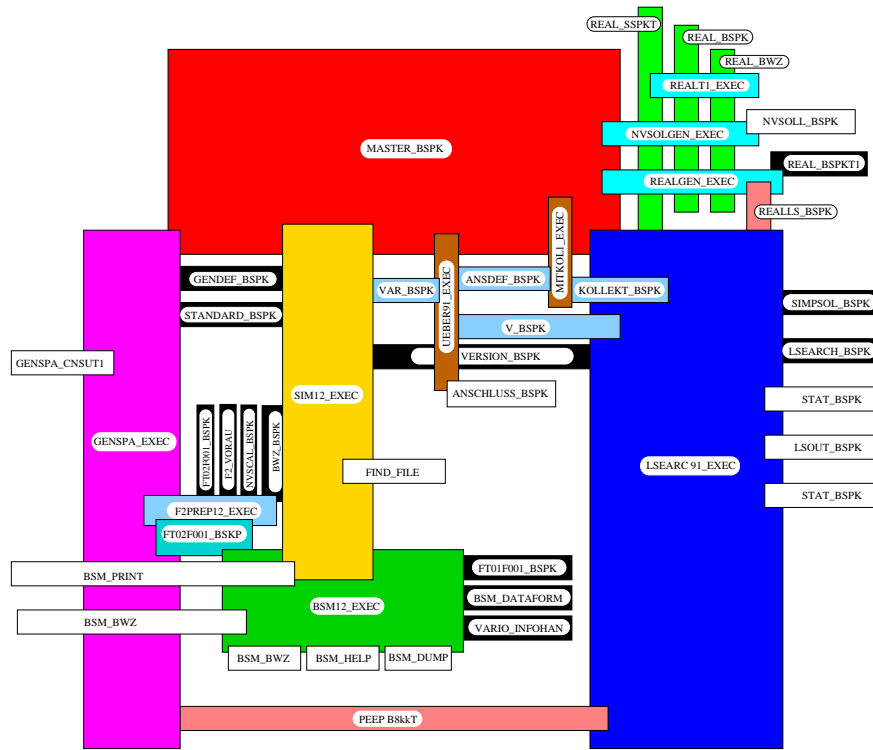 REAL_SSPKT
REAL_BSPK
REAL_BWZ
REALT1_EXEC
NVSOLL_BSPK
NVSOLGEN_EXEC
MASTER_BSPK
REAL_BSPKT1
REALGEN_EXEC
REALLS_BSPK
MITKOL1_EXEC
UEBER91_EXEC
GENDEF_BSPK
ANSDEF_BSPK
VAR_BSPK
KOLLEKT_BSPK
SIMPSOL_BSPK
STANDARD_BSPK
V_BSPK
LSEARCH_BSPK
VERSION_BSPK
GENSPA_CNSUT1
ANSCHLUSS_BSPK
SIM12_EXEC
STAT_BSPK
FT02F001_BSPK
F2_VORAU
NVSCAL_BSPK
BWZ_BSPK
GENSPA_EXEC
LSOUT_BSPK
LSEARC 91_EXEC
FIND_FILE
STAT_BSPK
F2PREP12_EXEC
FT02F001_BSKP
FT01F001_BSPK
BSM_PRINT
BSM_DATAFORM
BSM12_EXEC
BSM_BWZ
VARIO_INFOHAN
BSM_BWZ
BSM_HELP
BSM_DUMP
PEEP B8kkT